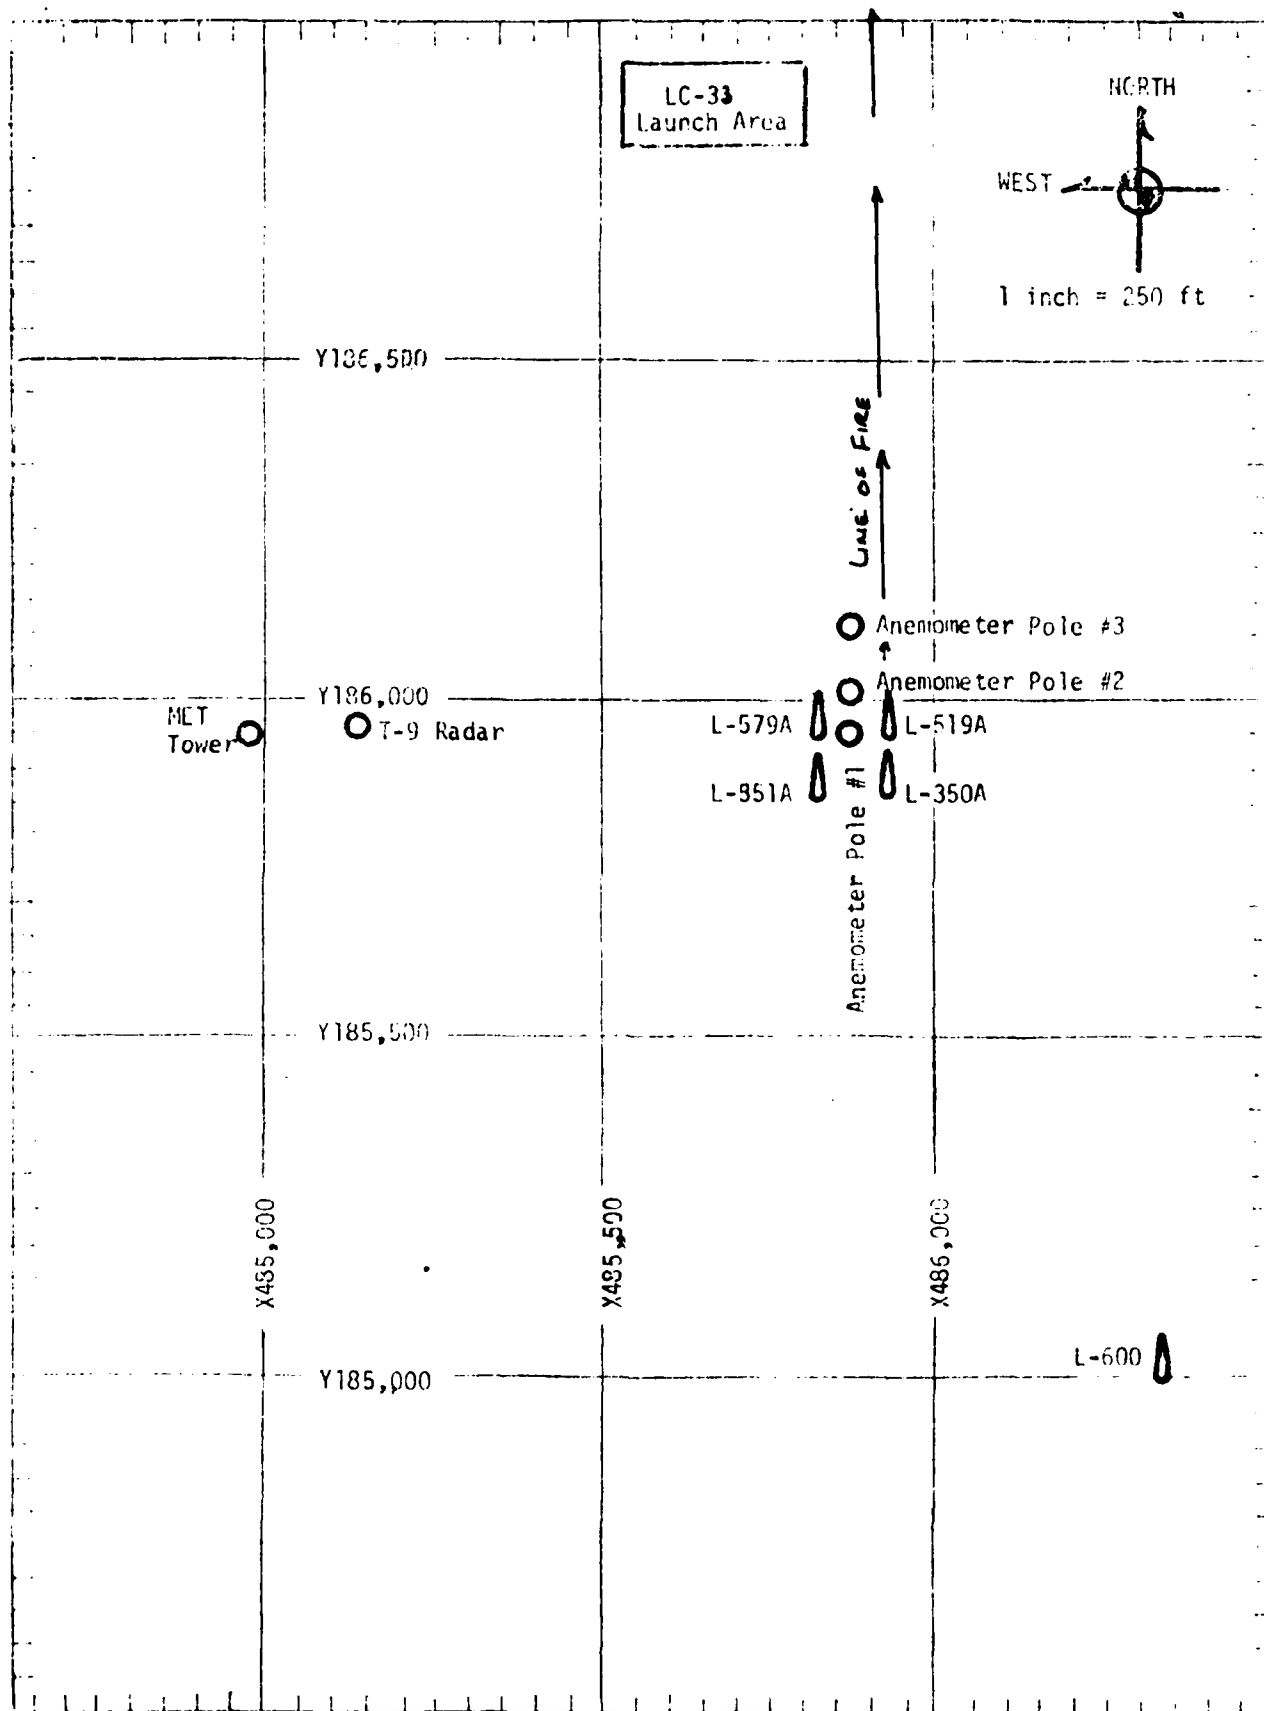 LC-33
Launch Area
NORTH
WEST
1 inch = 250 ft
Y186,500
LINE OF FIRE
Anemometer Pole #3
Y186,000
Anemometer Pole #2
MET
Tower
T-9 Radar
L-579A
L-519A
L-351A
L-350A
Anemometer Pole #1
Y185,500
X485,000
X485,500
X486,000
L-600
Y185,000